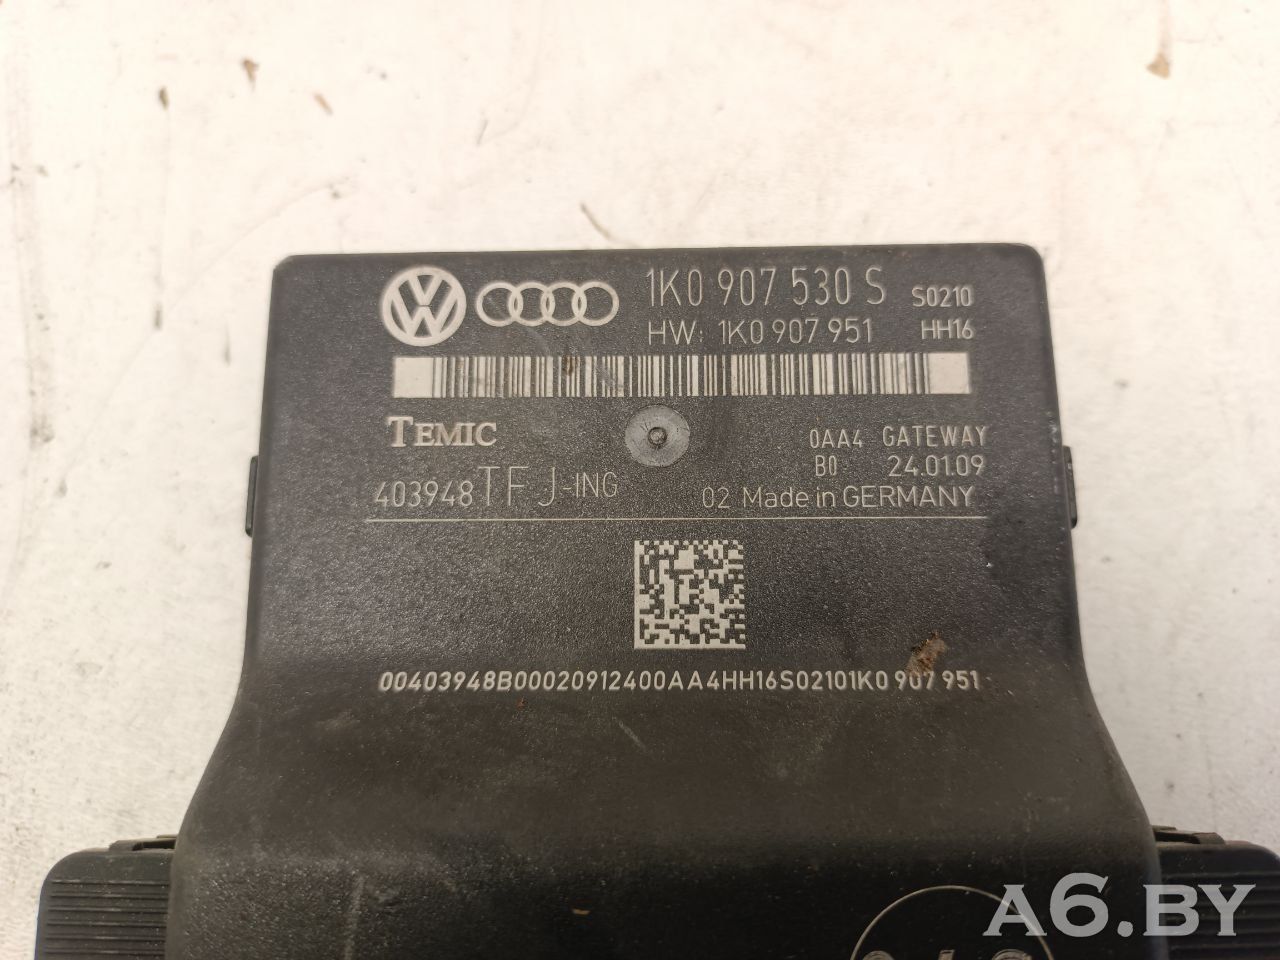 1K0 907 530 S S0210
HW: 1K0 907 951 HH16
TEMIC 0AA4 GATEWAY
B0 24.01.09
403948 TFJ-ING 02 Made in GERMANY
00403948B00020912400AA4HH16S02101K0 907 951
A6.BY